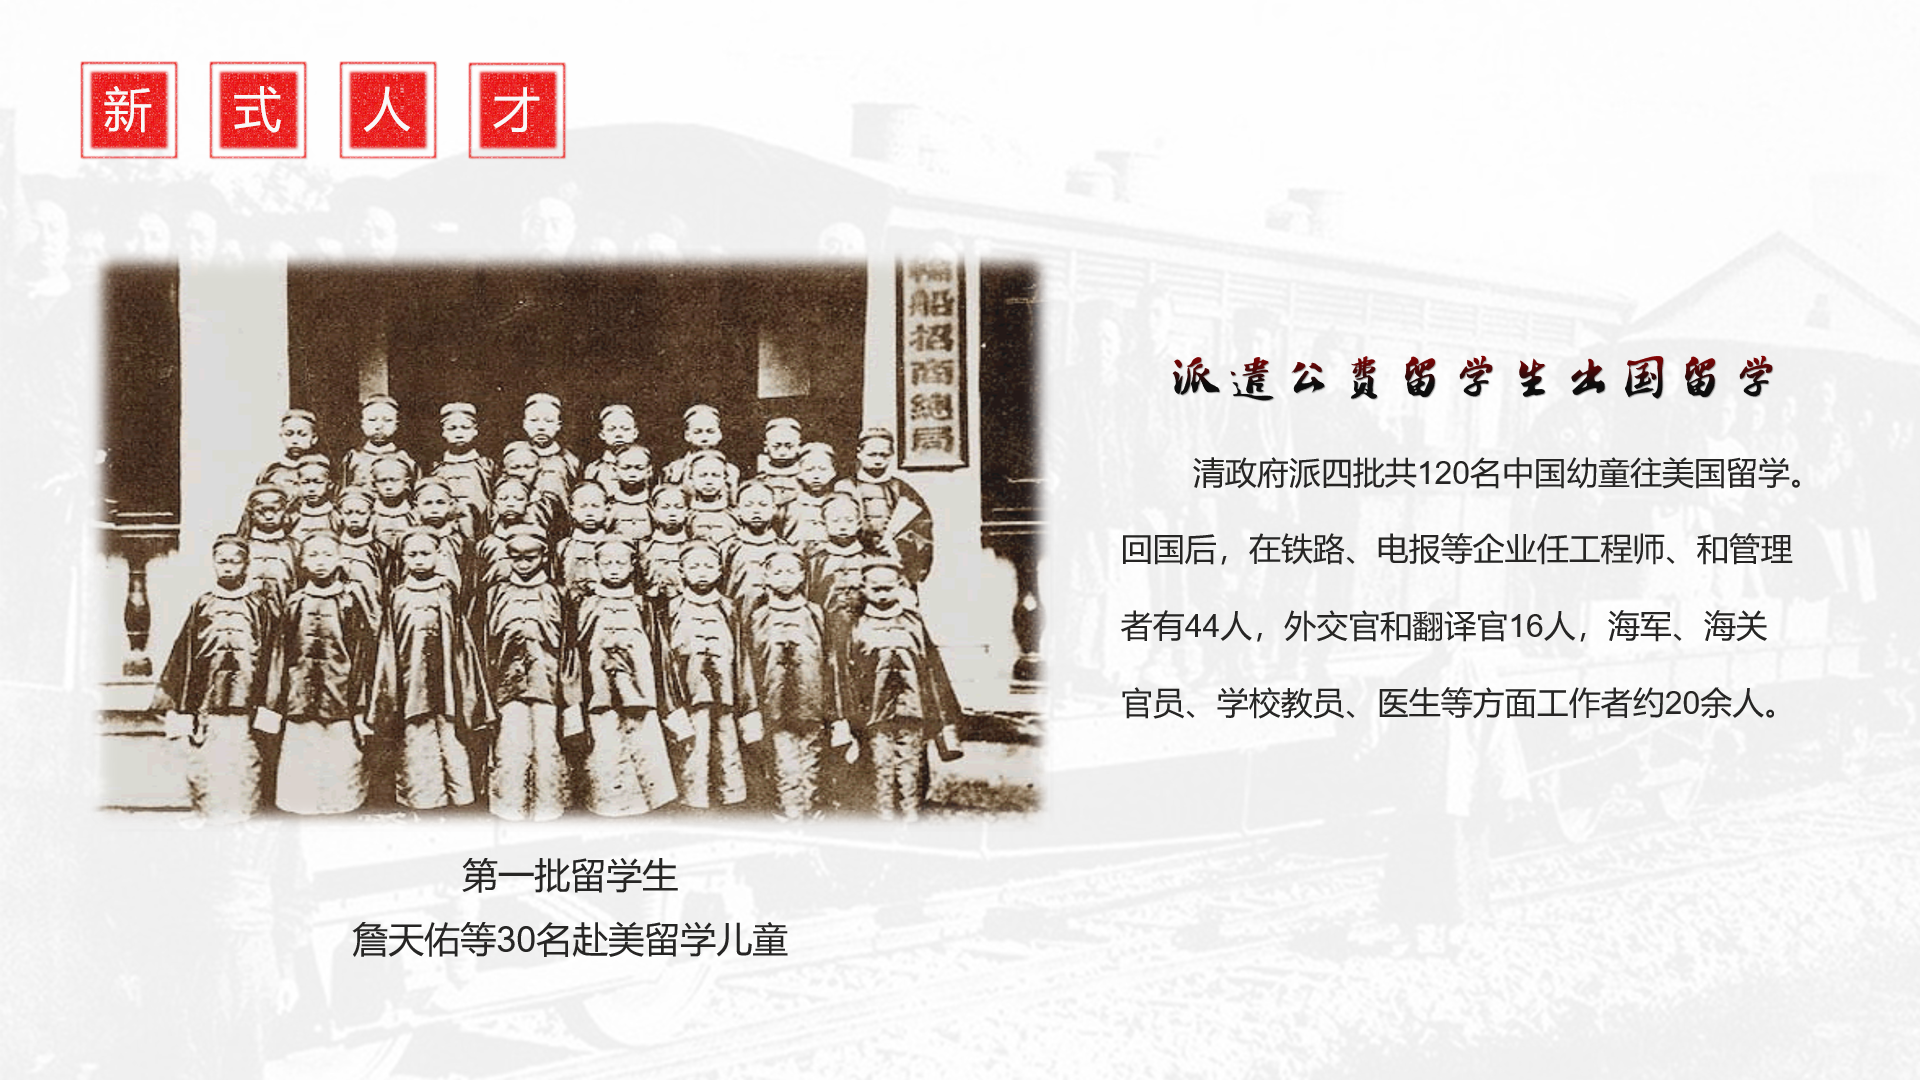 新式人才
輪船招商總局
派遣公费留学生出国留学
清政府派四批共120名中国幼童往美国留学。
回国后，在铁路、电报等企业任工程师、和管理
者有44人，外交官和翻译官16人，海军、海关
官员、学校教员、医生等方面工作者约20余人。
第一批留学生
詹天佑等30名赴美留学儿童